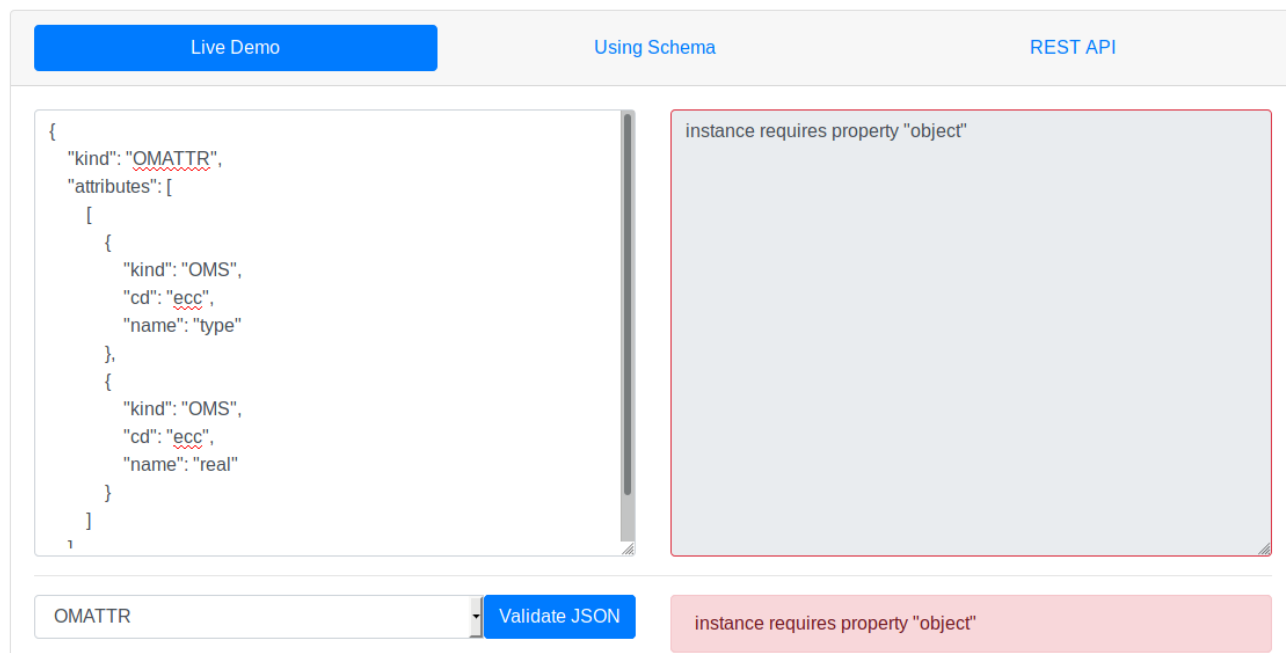 Live Demo
Using Schema
REST API
{
"kind": "OMATTR",
"attributes": [
[
{
"kind": "OMS",
"cd": "ecc",
"name": "type"
},
{
"kind": "OMS",
"cd": "ecc",
"name": "real"
}
]
]
instance requires property "object"
OMATTR
Validate JSON
instance requires property "object"